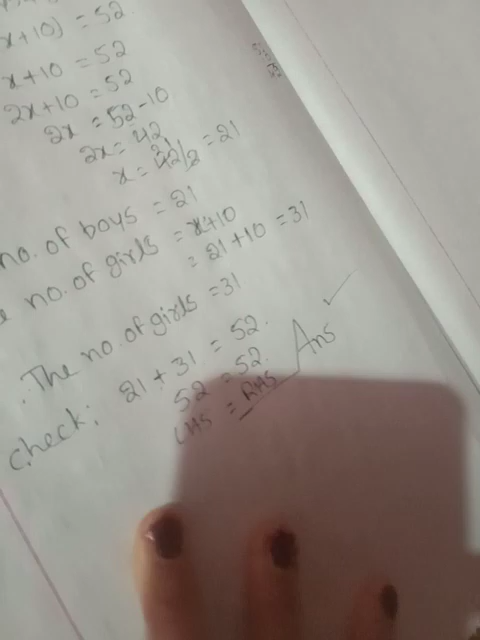 x+10) = 52
x+10 = 52
2x+10 = 52
2x = 52-10
2x = 42
x = 42/2 = 21
no. of boys = 21
no. of girls = x+10
= 21+10 = 31
The no. of girls = 31
check: 21 + 31 = 52.
52 = 52.
LHS = RHS Ans